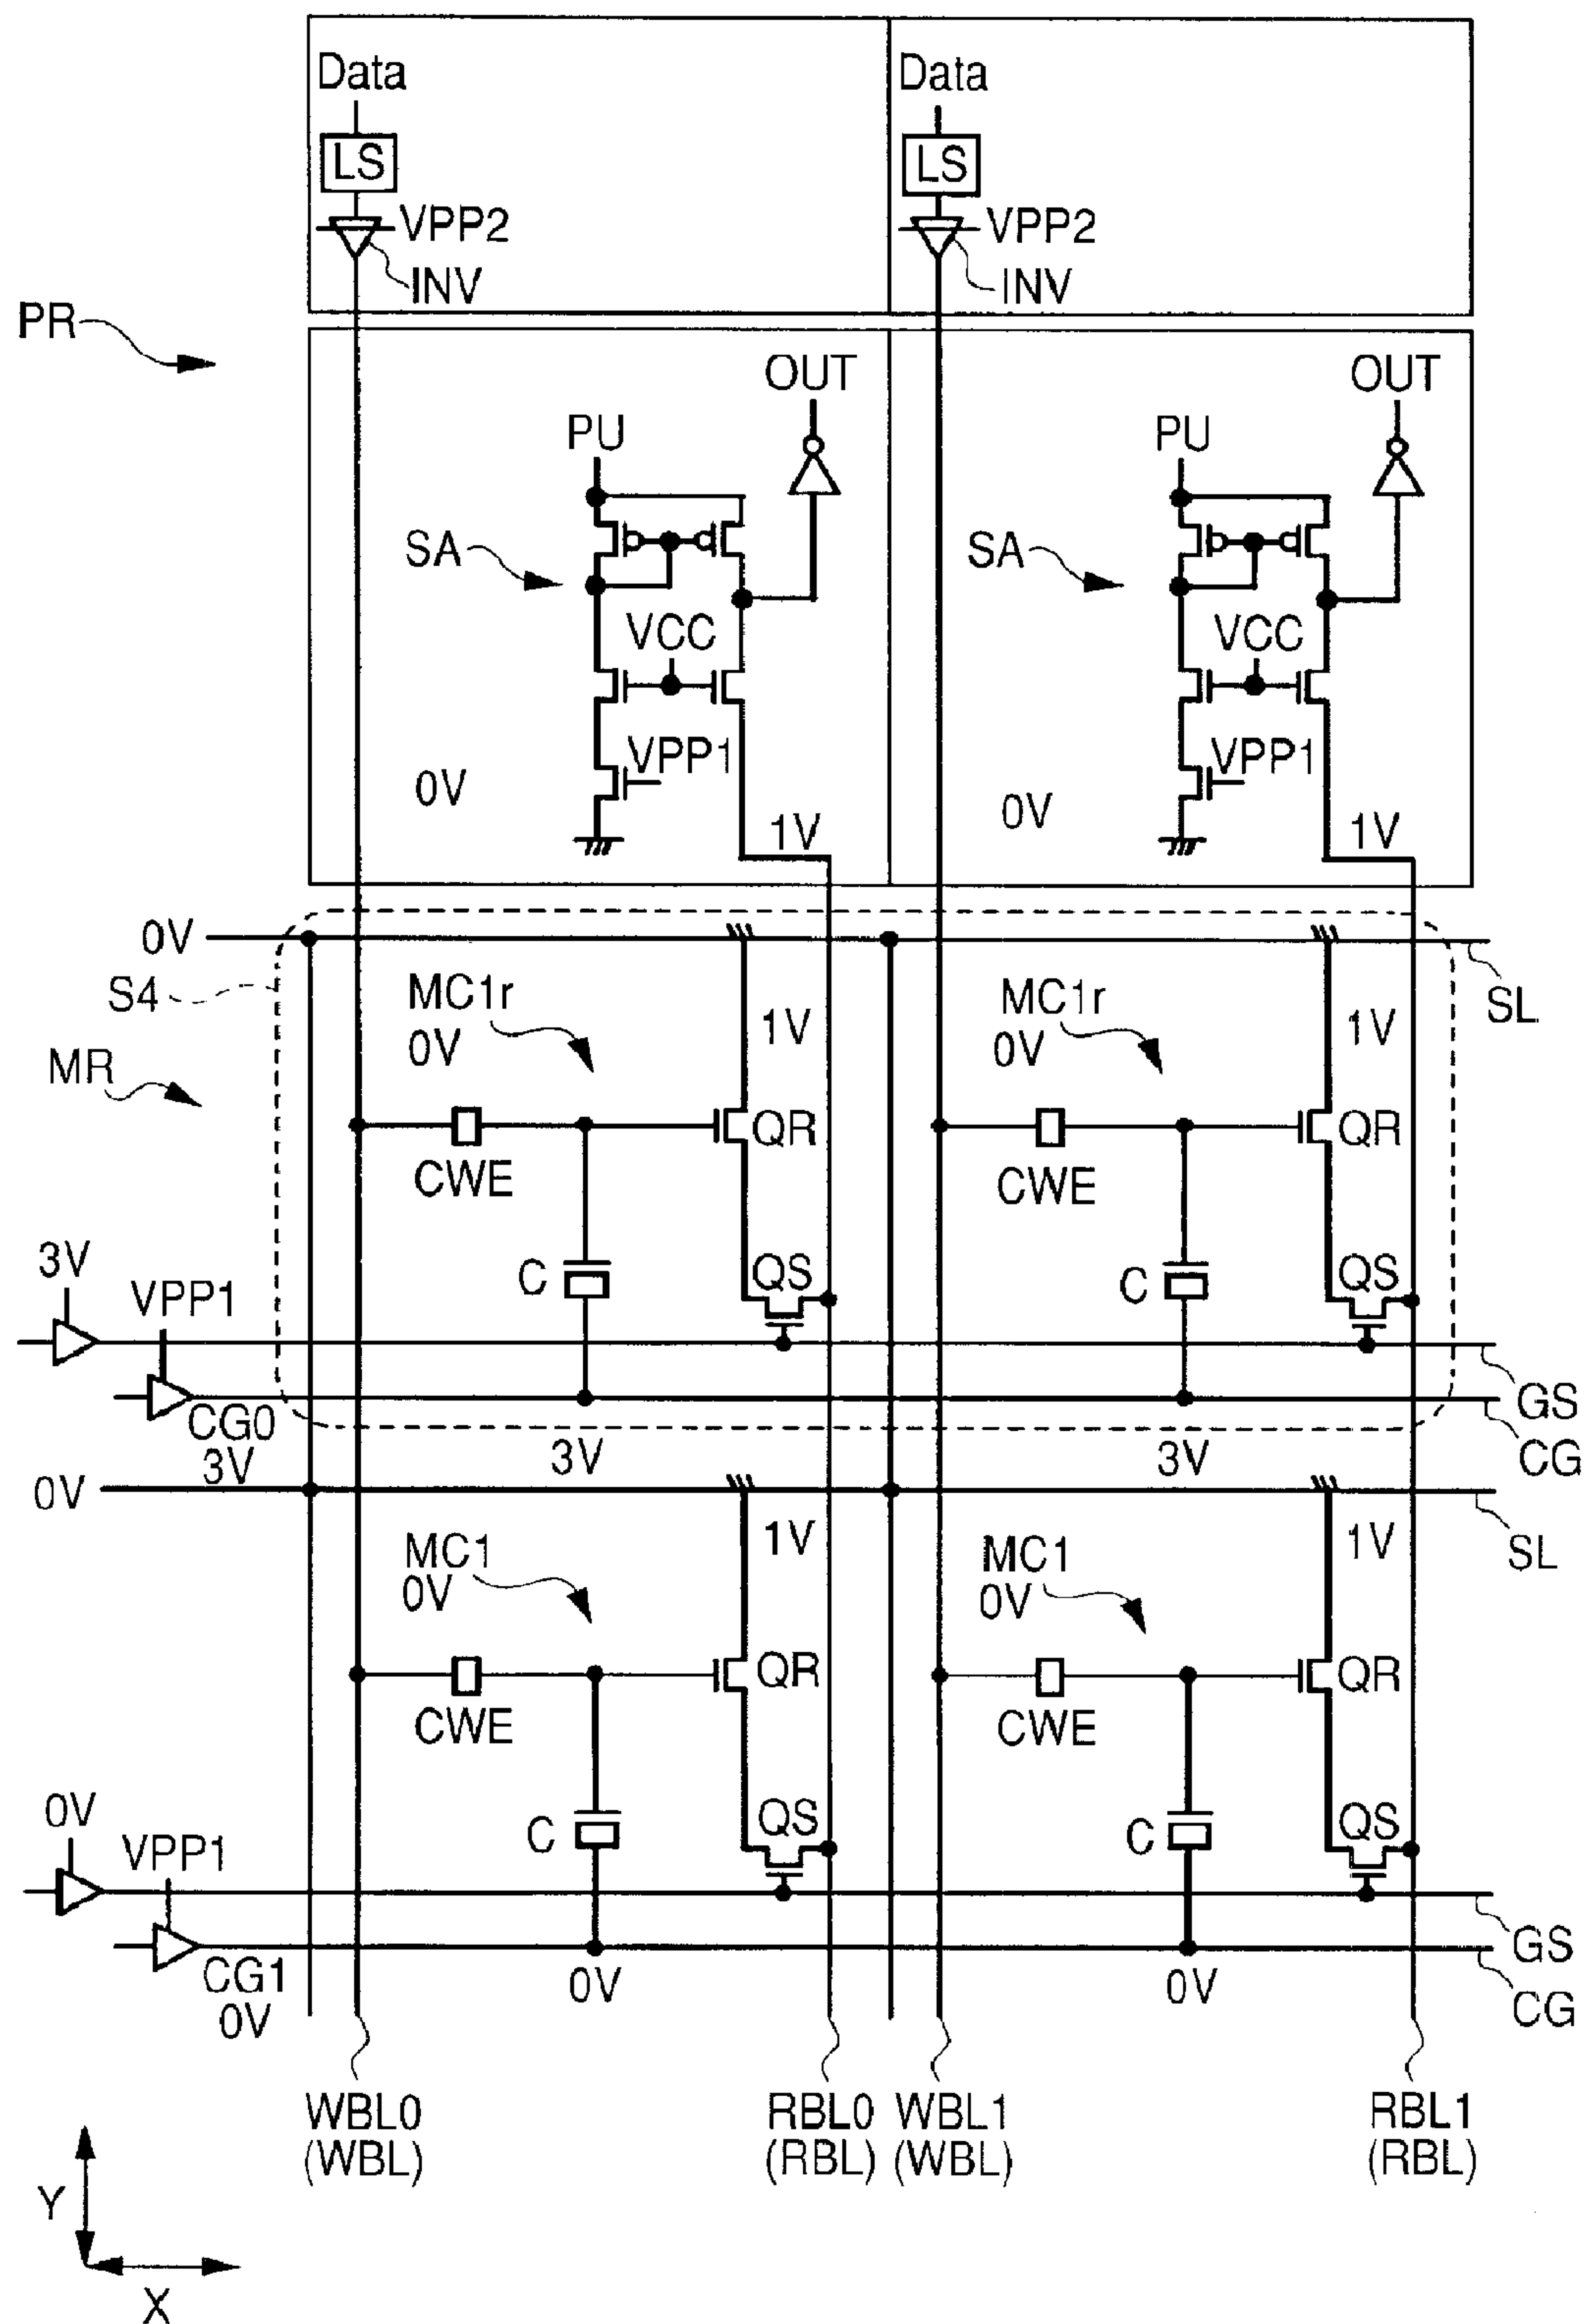 Data
Data
LS
LS
VPP2
VPP2
INV
INV
PR
OUT
OUT
PU
PU
SA
SA
VCC
VCC
VPP1
VPP1
0V
0V
1V
1V
0V
S4
SL
MC1r
0V
1V
MC1r
0V
1V
MR
QR
QR
CWE
CWE
3V
VPP1
C
QS
C
QS
GS
CG0
3V
3V
3V
CG
0V
SL
MC1
0V
1V
MC1
0V
1V
QR
QR
CWE
CWE
0V
VPP1
C
QS
C
QS
GS
CG1
0V
0V
0V
CG
WBL0
(WBL)
RBL0
(RBL)
WBL1
(WBL)
RBL1
(RBL)
Y
X